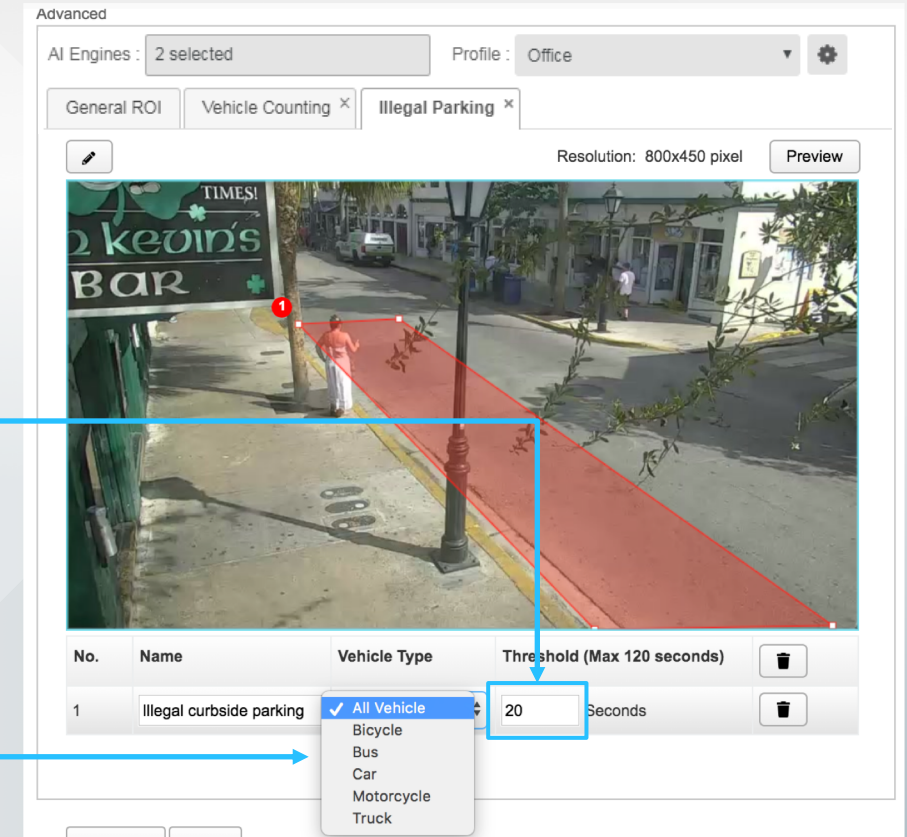 Advanced
AI Engines : 2 selected Profile : Office
General ROI Vehicle Counting × Illegal Parking ×
Resolution: 800x450 pixel Preview
TIMES!
kevin's
BAR
1
No. Name Vehicle Type Threshold (Max 120 seconds)
1 Illegal curbside parking ✓ All Vehicle 20 Seconds
Bicycle
Bus
Car
Motorcycle
Truck